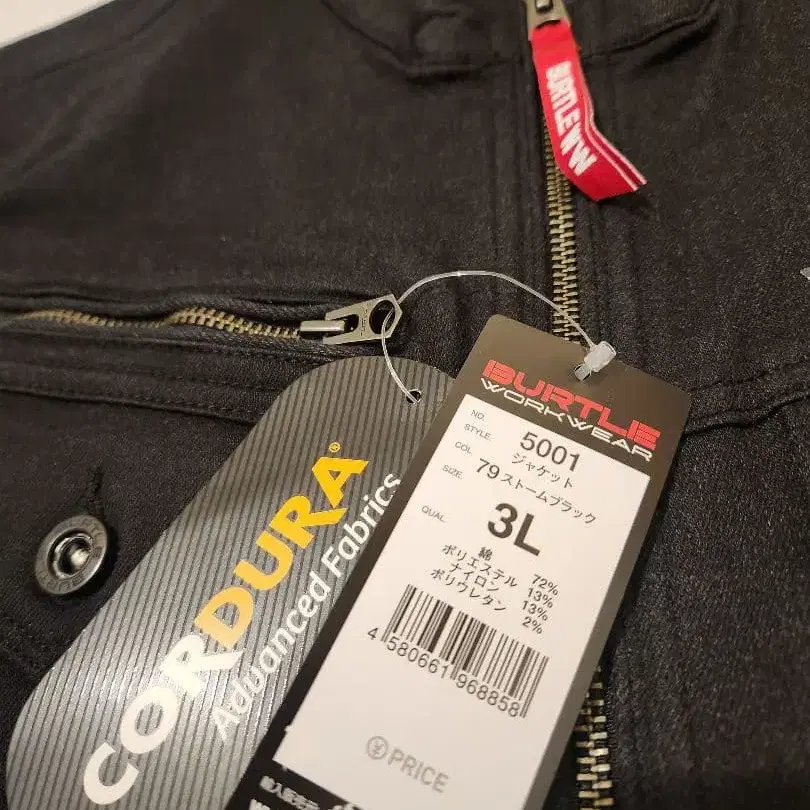 BURTLE WW
BURTLE
WORKWEAR
NO. 5001
STYLE ジャケット
COL 79 ストームブラック
SIZE 3L
QUAL 綿 72%
ポリエステル 13%
ナイロン 13%
ポリウレタン 2%
4 580661 968858
¥ PRICE
CORDURA®
Advanced Fabrics